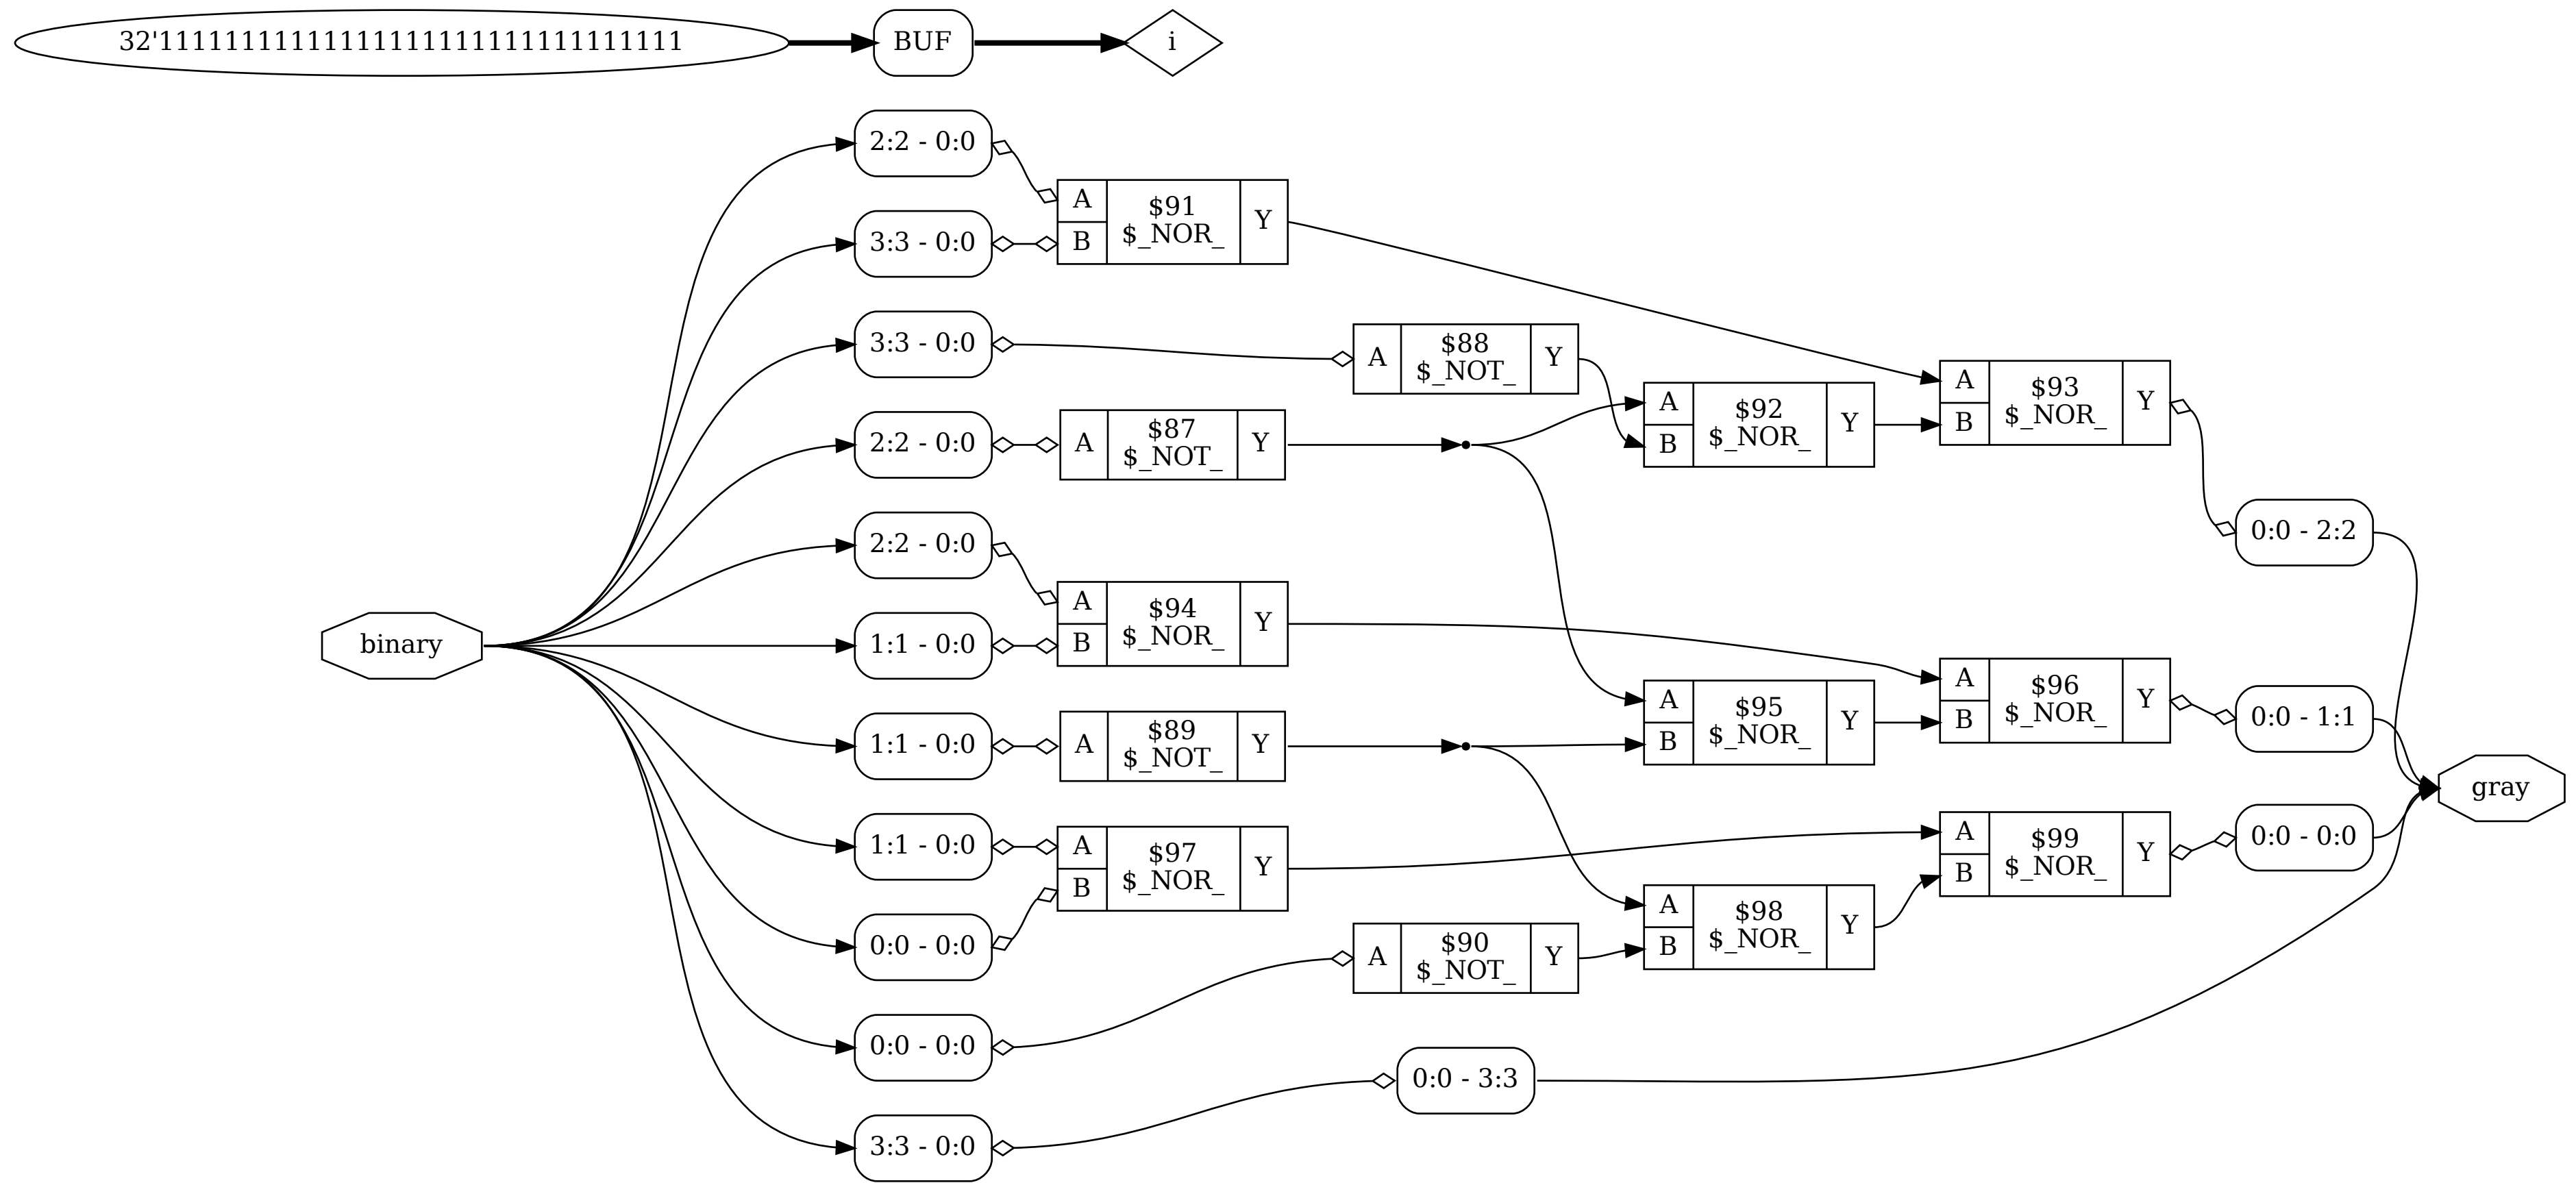 32'11111111111111111111111111111111
BUF
i
2:2 - 0:0
3:3 - 0:0
A
B
$91
$_NOR_
Y
3:3 - 0:0
A
$88
$_NOT_
Y
2:2 - 0:0
A
$87
$_NOT_
Y
A
B
$92
$_NOR_
Y
A
B
$93
$_NOR_
Y
0:0 - 2:2
2:2 - 0:0
binary
1:1 - 0:0
A
B
$94
$_NOR_
Y
1:1 - 0:0
A
$89
$_NOT_
Y
A
B
$95
$_NOR_
Y
A
B
$96
$_NOR_
Y
0:0 - 1:1
gray
1:1 - 0:0
0:0 - 0:0
A
B
$97
$_NOR_
Y
A
$90
$_NOT_
Y
A
B
$98
$_NOR_
Y
A
B
$99
$_NOR_
Y
0:0 - 0:0
0:0 - 0:0
0:0 - 3:3
3:3 - 0:0